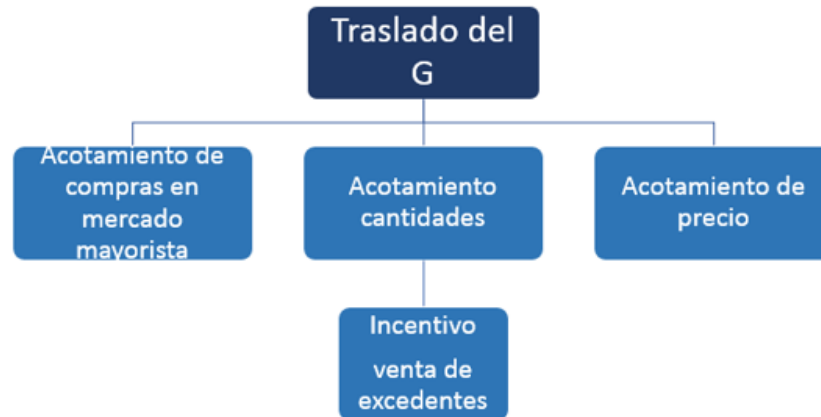 Traslado del
G
Acotamiento de
compras en
mercado
mayorista
Acotamiento
cantidades
Acotamiento de
precio
Incentivo
venta de
excedentes